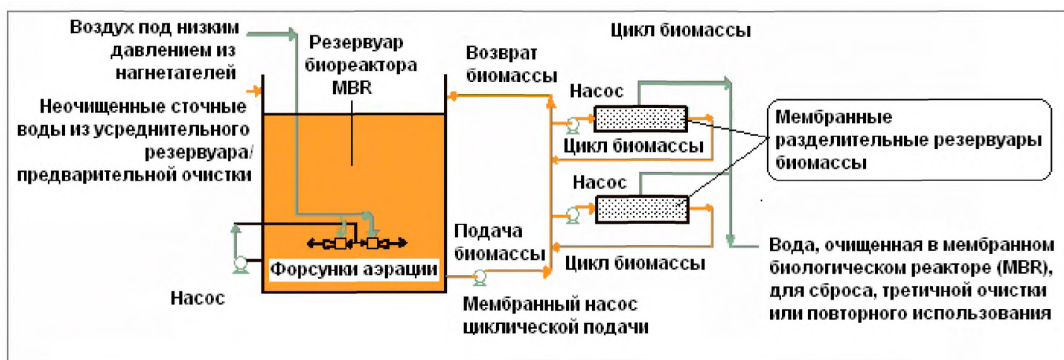 Воздух под низким
давлением из
нагнетателей
Неочищенные сточные
воды из усреднительного
резервуара/
предварительной очистки
Резервуар
биореактора
MBR
Форсунки аэрации
Насос
Возврат
биомассы
Подача
биомассы
Мембранный насос
циклической подачи
Цикл биомассы
Насос
Цикл биомассы
Насос
Цикл биомассы
Мембранные
разделительные резервуары
биомассы
Вода, очищенная в мембранном
биологическом реакторе (MBR),
для сброса, третичной очистки
или повторного использования